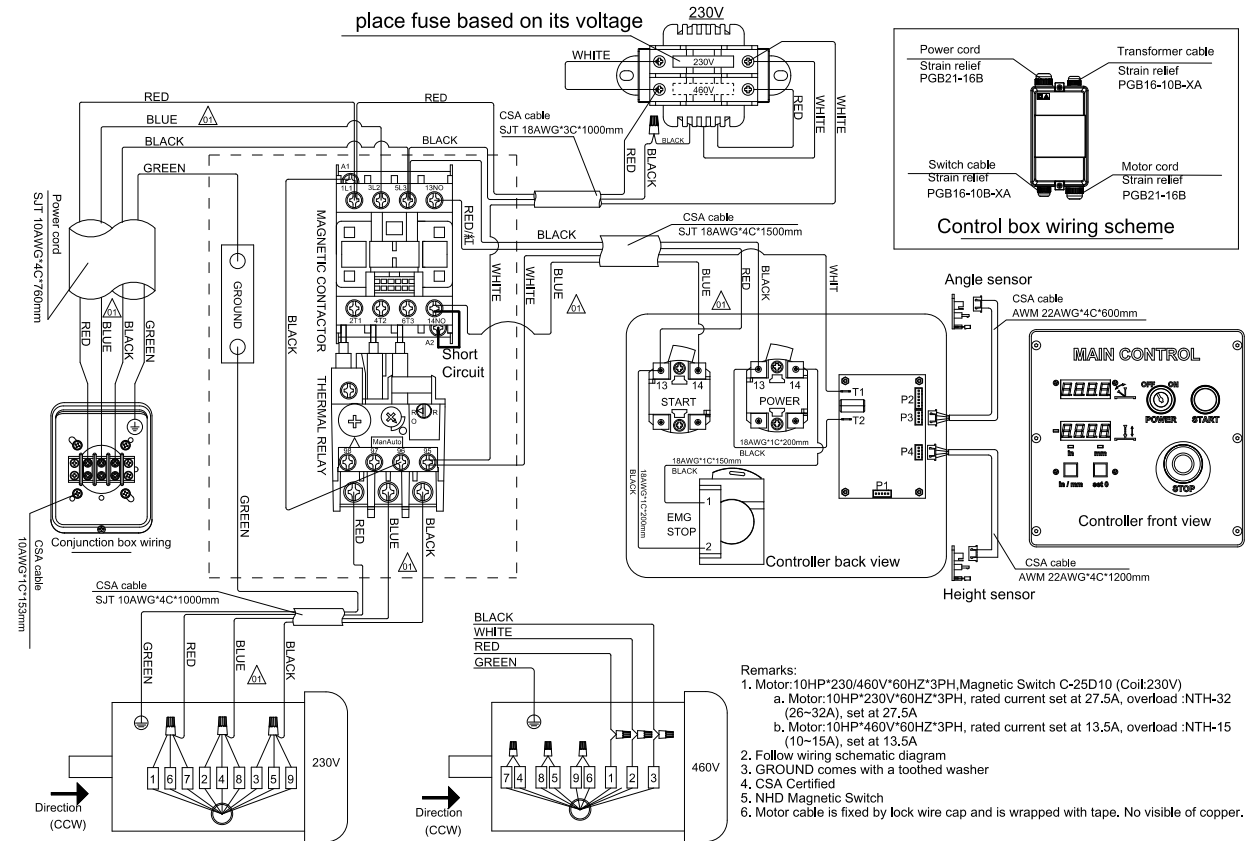 place fuse based on its voltage
230V
WHITE
230V
460V
RED
WHITE
WHITE
RED
BLACK
BLACK
RED
BLUE
01
BLACK
GREEN
RED
BLACK
CSA cable
SJT 18AWG*3C*1000mm
Power cord
Strain relief
PGB21-16B
Transformer cable
Strain relief
PGB16-10B-XA
Switch cable
Strain relief
PGB16-10B-XA
Motor cord
Strain relief
PGB21-16B
Control box wiring scheme
Power cord
SJT 10AWG*4C*760mm
01
RED
BLUE
BLACK
GREEN
GROUND
BLACK
MAGNETIC CONTACTOR
A1
1L1
3L2
5L3
13NO
2T1
4T2
6T3
14NO
A2
Short
Circuit
THERMAL RELAY
R
R
O
ManAuto
98
97
96
95
RED/紅
WHITE
WHITE
BLACK
BLUE
01
CSA cable
SJT 18AWG*4C*1500mm
BLUE
01
RED
BLACK
WHIT
13
14
START
13
14
POWER
T1
T2
P2
P3
P4
P1
18AWG*1C*200mm
BLACK
18AWG*1C*150mm
BLACK
18AWG*1C*200mm
BLACK
1
EMG
STOP
2
Controller back view
Angle sensor
CSA cable
AWM 22AWG*4C*600mm
CSA cable
AWM 22AWG*4C*1200mm
Height sensor
MAIN CONTROL
OFF
ON
POWER
START
in
mm
in / mm
set 0
STOP
Controller front view
Conjunction box wiring
CSA cable
10AWG*1C*153mm
GREEN
RED
BLUE
BLACK
01
CSA cable
SJT 10AWG*4C*1000mm
GREEN
RED
BLUE
01
BLACK
1 6 7 2 4 8 3 5 9
230V
Direction
(CCW)
BLACK
WHITE
RED
GREEN
7 4 8 5 9 6 1 2 3
460V
Direction
(CCW)
Remarks:
1. Motor:10HP*230/460V*60HZ*3PH,Magnetic Switch C-25D10 (Coil:230V)
a. Motor:10HP*230V*60HZ*3PH, rated current set at 27.5A, overload :NTH-32
(26~32A), set at 27.5A
b. Motor:10HP*460V*60HZ*3PH, rated current set at 13.5A, overload :NTH-15
(10~15A), set at 13.5A
2. Follow wiring schematic diagram
3. GROUND comes with a toothed washer
4. CSA Certified
5. NHD Magnetic Switch
6. Motor cable is fixed by lock wire cap and is wrapped with tape. No visible of copper.